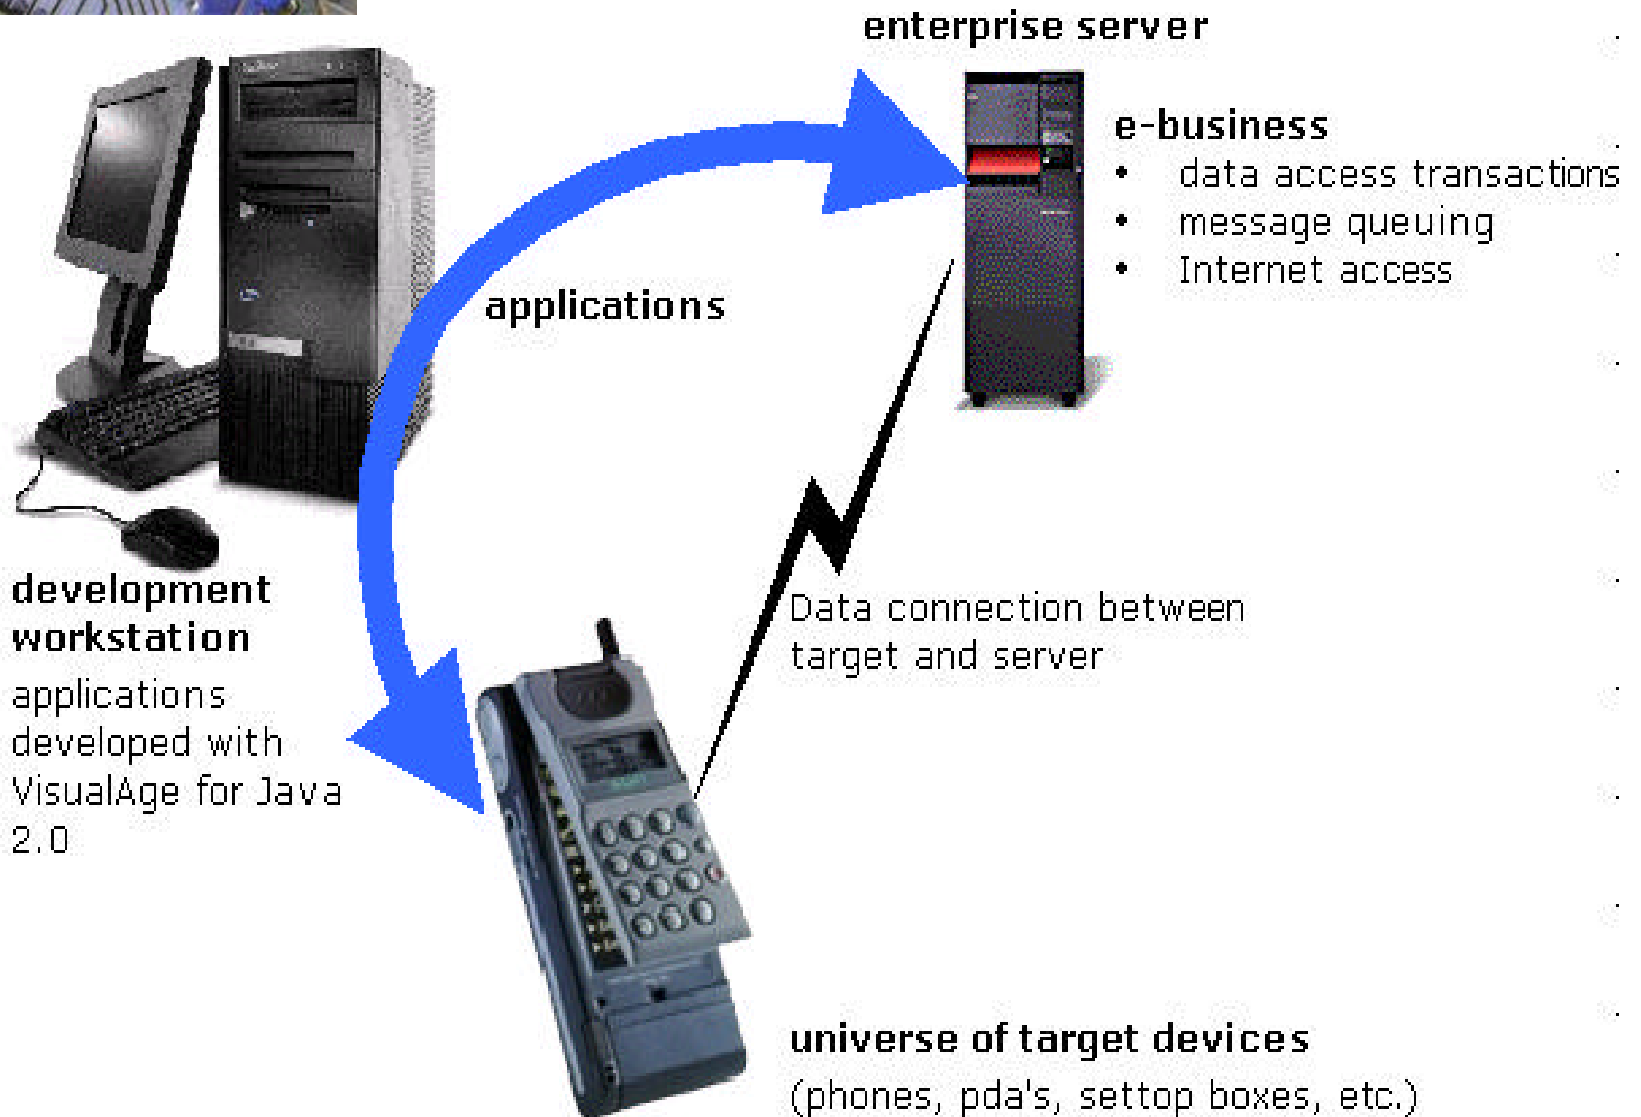 enterprise server
e-business
• data access transactions
• message queuing
• Internet access
applications
development
workstation
applications
developed with
VisualAge for Java
2.0
Data connection between
target and server
universe of target devices
(phones, pda's, settop boxes, etc.)